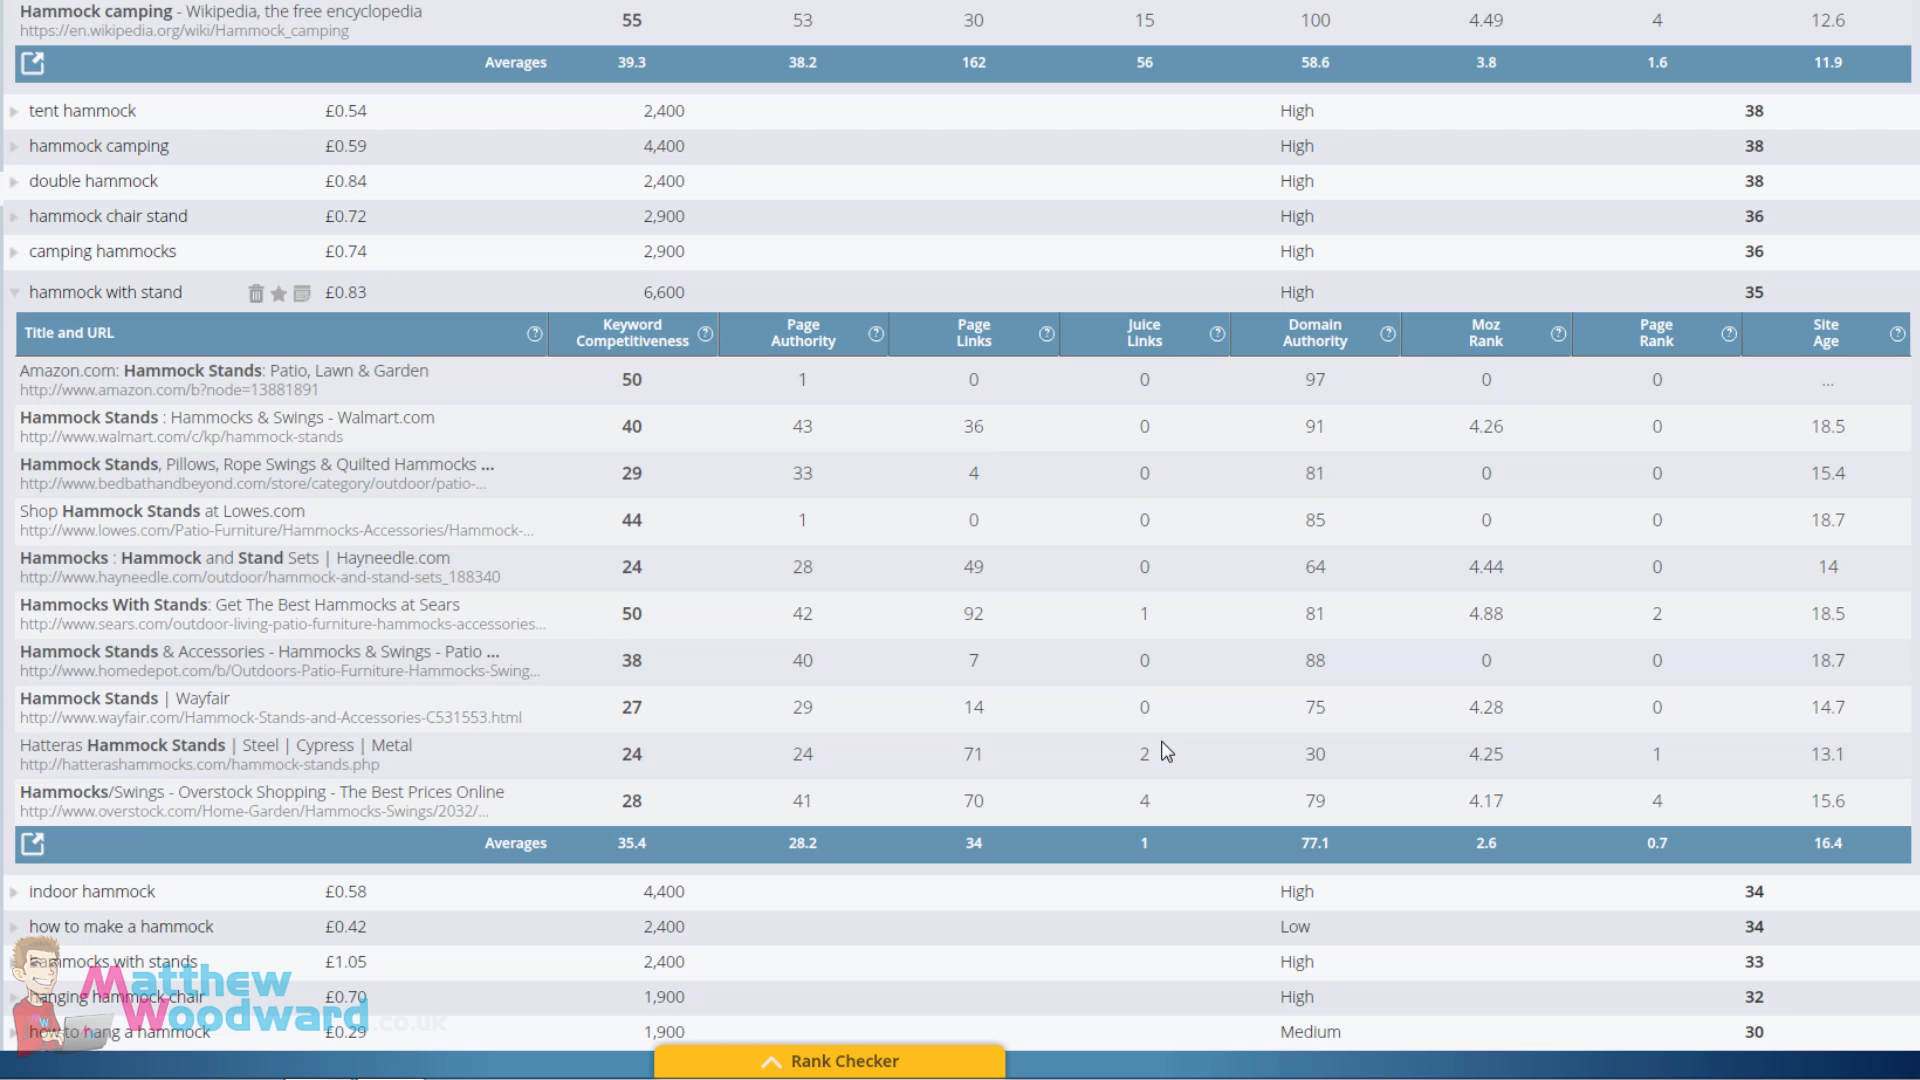 Hammock camping - Wikipedia, the free encyclopedia 55 53 30 15 100 4.49 4 12.6
https://en.wikipedia.org/wiki/Hammock_camping
Averages 39.3 38.2 162 56 58.6 3.8 1.6 11.9
tent hammock £0.54 2,400 High 38
hammock camping £0.59 4,400 High 38
double hammock £0.84 2,400 High 38
hammock chair stand £0.72 2,900 High 36
camping hammocks £0.74 2,900 High 36
hammock with stand £0.83 6,600 High 35
Title and URL ? Keyword Competitiveness ? Page Authority ? Page Links ? Juice Links ? Domain Authority ? Moz Rank ? Page Rank ? Site Age ?
Amazon.com: Hammock Stands: Patio, Lawn & Garden 50 1 0 0 97 0 0 ...
http://www.amazon.com/b?node=13881891
Hammock Stands : Hammocks & Swings - Walmart.com 40 43 36 0 91 4.26 0 18.5
http://www.walmart.com/c/kp/hammock-stands
Hammock Stands, Pillows, Rope Swings & Quilted Hammocks ... 29 33 4 0 81 0 0 15.4
http://www.bedbathandbeyond.com/store/category/outdoor/patio-...
Shop Hammock Stands at Lowes.com 44 1 0 0 85 0 0 18.7
http://www.lowes.com/Patio-Furniture/Hammocks-Accessories/Hammock-...
Hammocks : Hammock and Stand Sets | Hayneedle.com 24 28 49 0 64 4.44 0 14
http://www.hayneedle.com/outdoor/hammock-and-stand-sets_188340
Hammocks With Stands: Get The Best Hammocks at Sears 50 42 92 1 81 4.88 2 18.5
http://www.sears.com/outdoor-living-patio-furniture-hammocks-accessories...
Hammock Stands & Accessories - Hammocks & Swings - Patio ... 38 40 7 0 88 0 0 18.7
http://www.homedepot.com/b/Outdoors-Patio-Furniture-Hammocks-Swing...
Hammock Stands | Wayfair 27 29 14 0 75 4.28 0 14.7
http://www.wayfair.com/Hammock-Stands-and-Accessories-C531553.html
Hatteras Hammock Stands | Steel | Cypress | Metal 24 24 71 2 30 4.25 1 13.1
http://hatterashammocks.com/hammock-stands.php
Hammocks/Swings - Overstock Shopping - The Best Prices Online 28 41 70 4 79 4.17 4 15.6
http://www.overstock.com/Home-Garden/Hammocks-Swings/2032/...
Averages 35.4 28.2 34 1 77.1 2.6 0.7 16.4
indoor hammock £0.58 4,400 High 34
how to make a hammock £0.42 2,400 Low 34
hammocks with stands £1.05 2,400 High 33
hanging hammock chair £0.70 1,900 High 32
how to hang a hammock £0.29 1,900 Medium 30
Matthew
Woodward.co.uk
Rank Checker